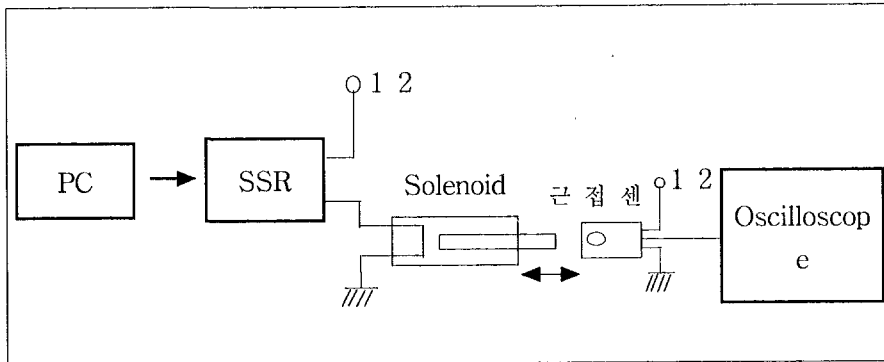 PC
SSR
1 2
Solenoid
근 접 센
1 2
Oscilloscop
e